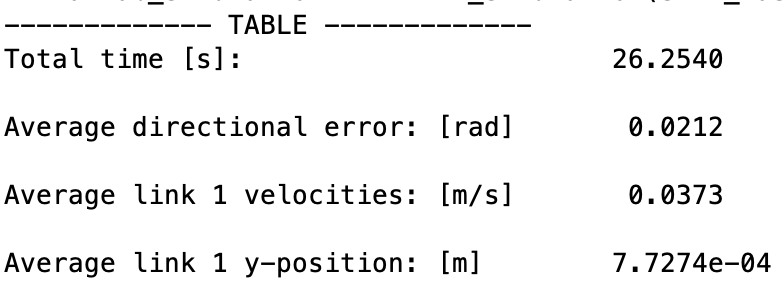 ------------- TABLE -------------
Total time [s]: 26.2540
Average directional error: [rad] 0.0212
Average link 1 velocities: [m/s] 0.0373
Average link 1 y-position: [m] 7.7274e-04